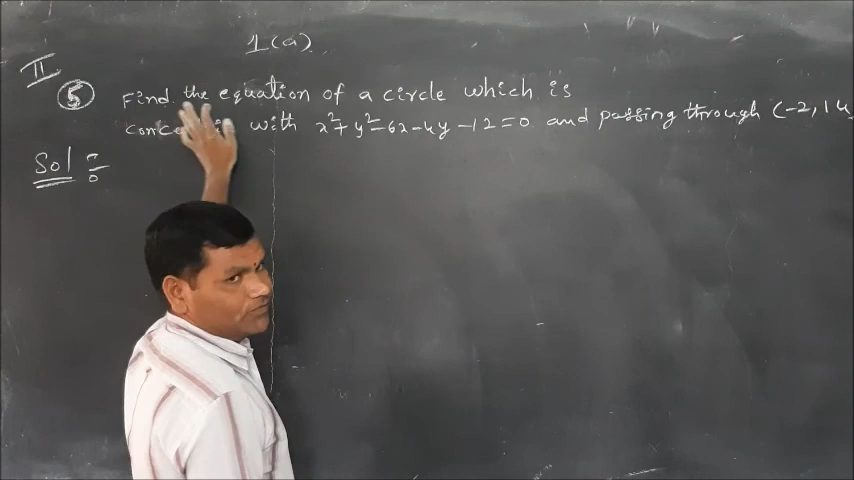 1(a)
II
5 Find the equation of a circle which is
with x²+y²-6x-4y-12=0 and passing through (-2,14
Sol: